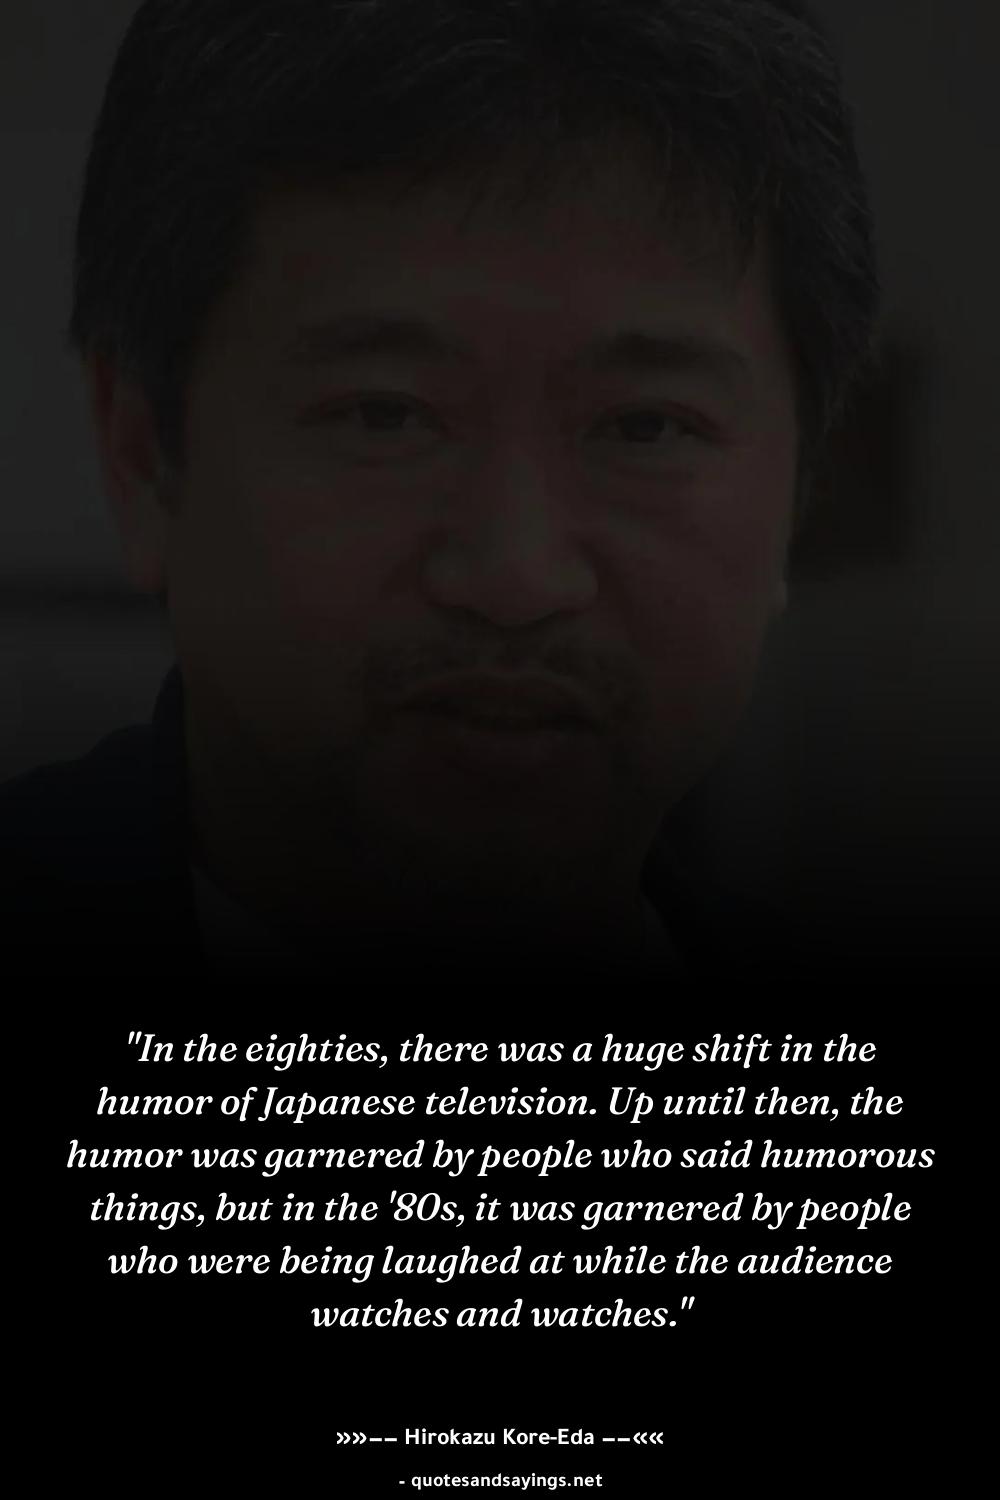 "In the eighties, there was a huge shift in the
humor of Japanese television. Up until then, the
humor was garnered by people who said humorous
things, but in the '80s, it was garnered by people
who were being laughed at while the audience
watches and watches."
»»-- Hirokazu Kore-Eda --««
- quotesandsayings.net